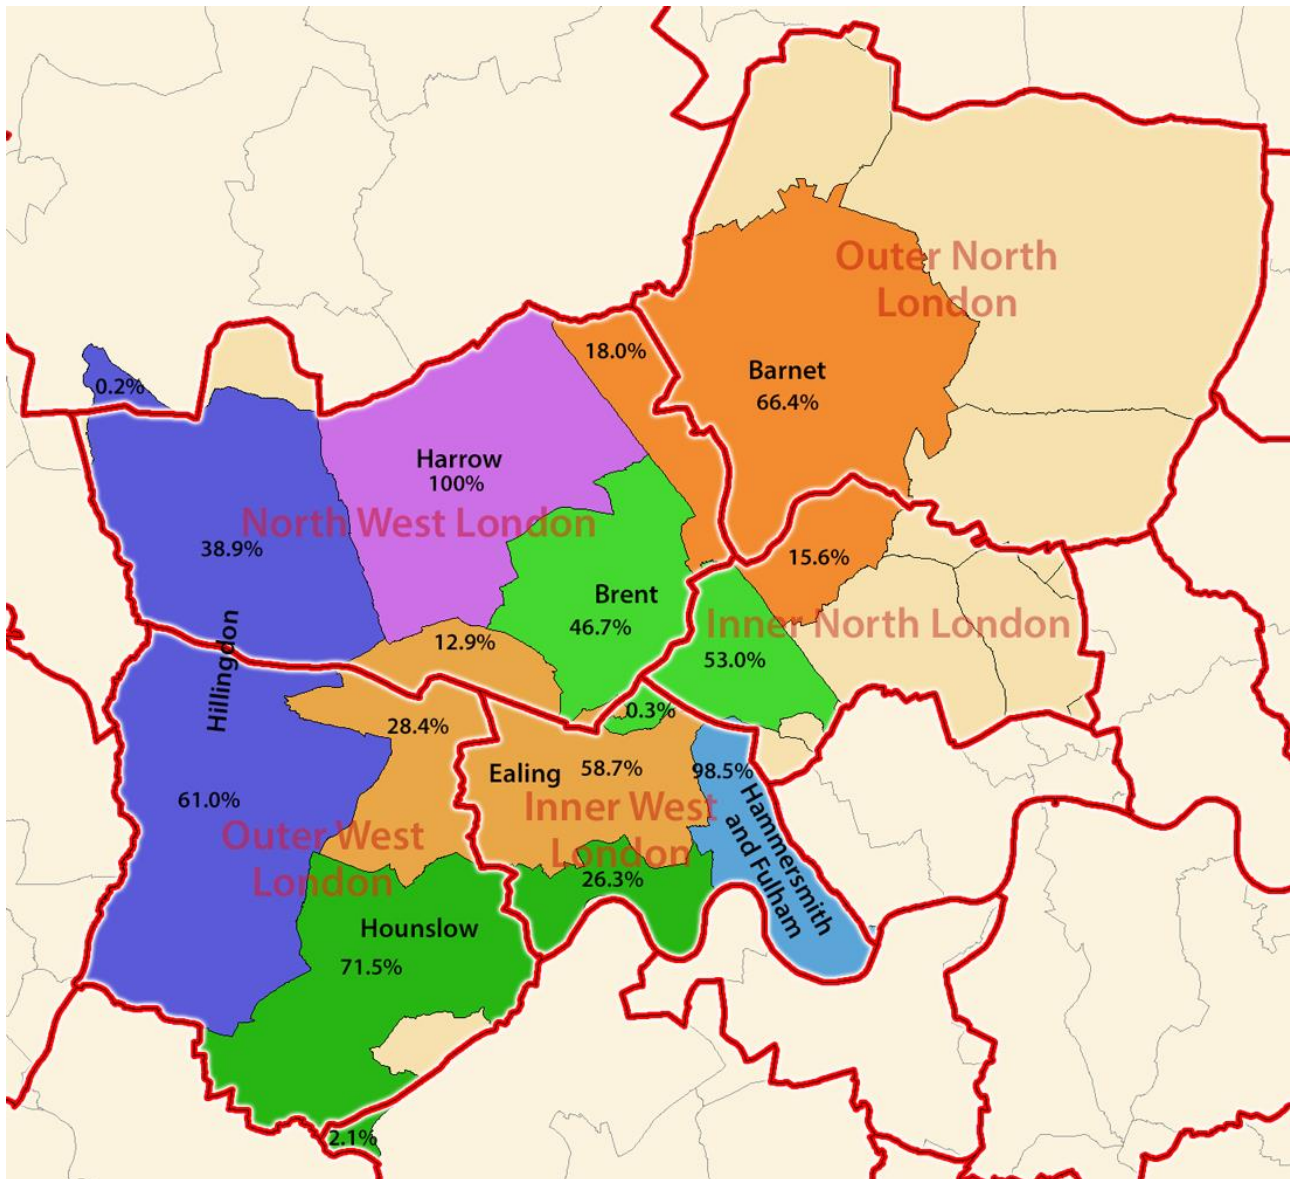 Outer North
London
18.0%
Barnet
66.4%
0.2%
Harrow
100%
North West London
38.9%
15.6%
Brent
46.7%
Inner North London
12.9%
53.0%
Hillingdon
0.3%
28.4%
Ealing
58.7%
98.5%
61.0%
Inner West
London
Outer West
London
Hammersmith
and Fulham
26.3%
Hounslow
71.5%
2.1%